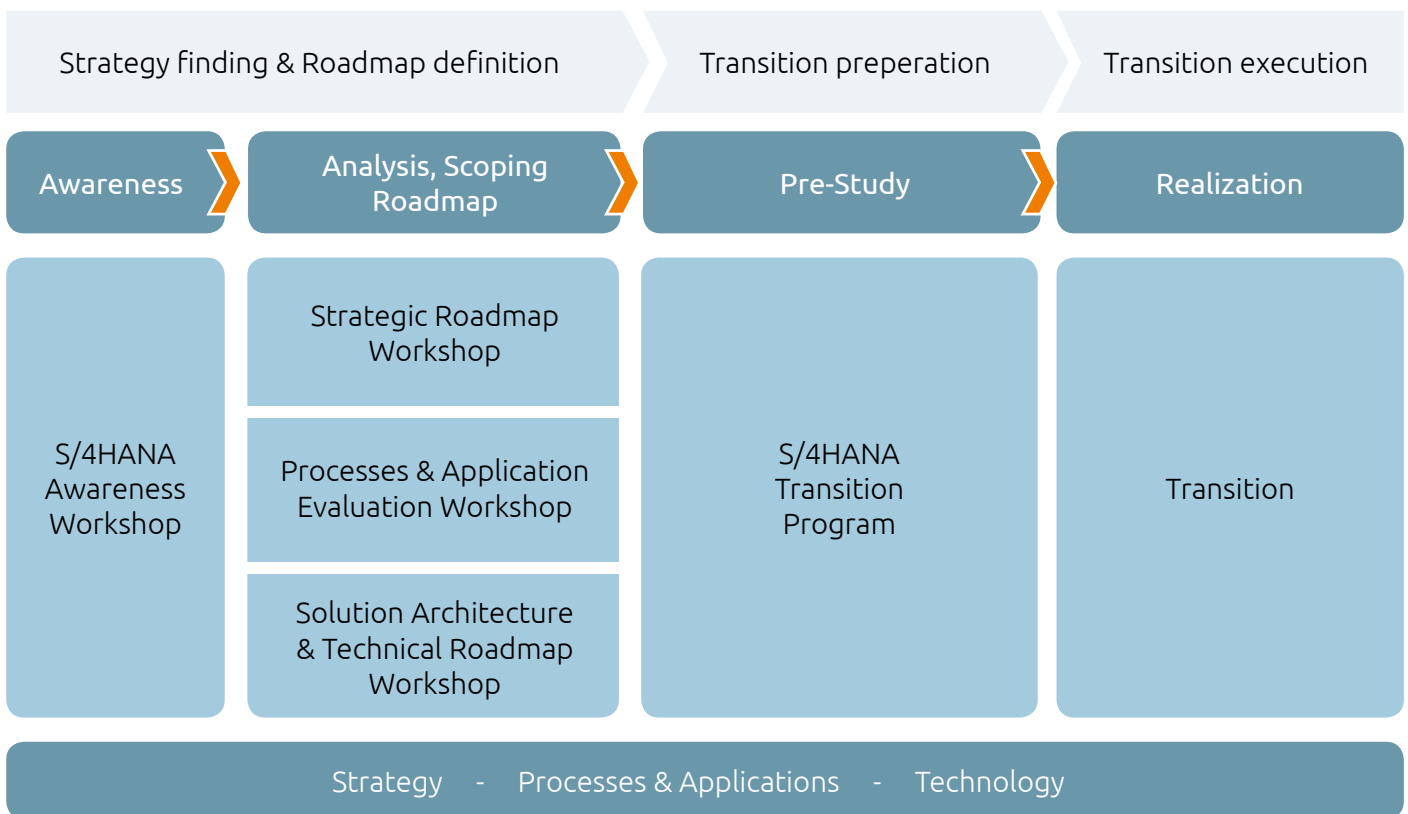 Strategy finding & Roadmap definition
Transition preperation
Transition execution
Awareness
Analysis, Scoping
Roadmap
Pre-Study
Realization
S/4HANA
Awareness
Workshop
Strategic Roadmap
Workshop
Processes & Application
Evaluation Workshop
Solution Architecture
& Technical Roadmap
Workshop
S/4HANA
Transition
Program
Transition
Strategy - Processes & Applications - Technology